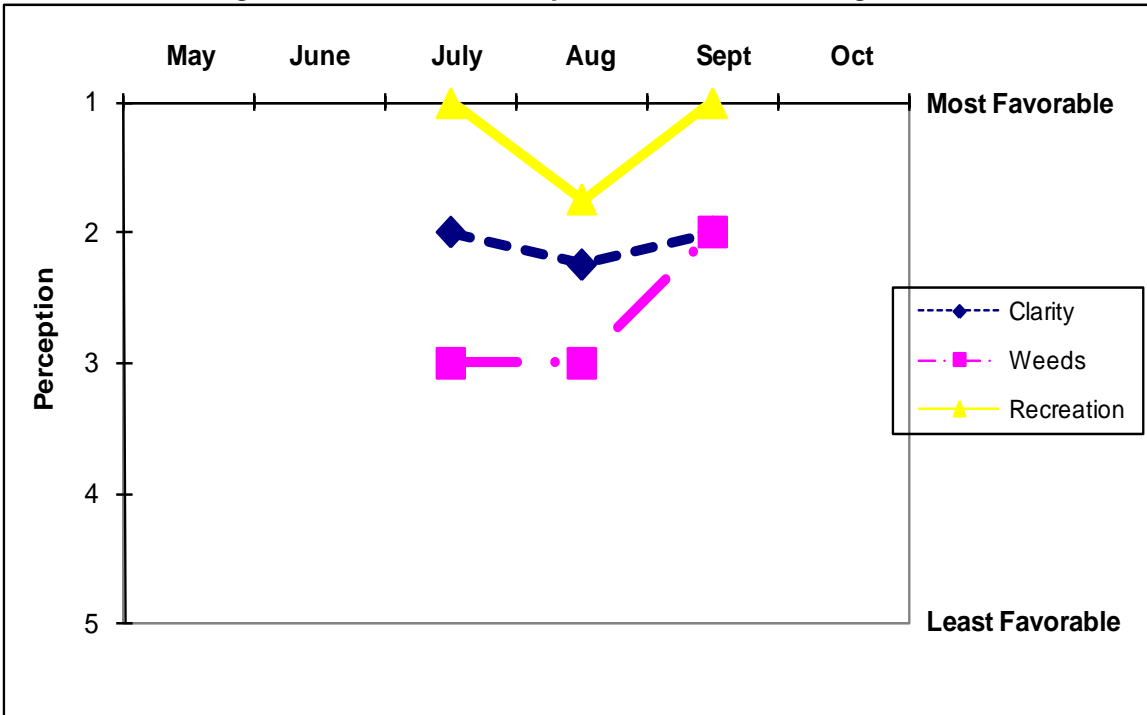 May June July Aug Sept Oct
1 Most Favorable
2
3
4
5 Least Favorable
Perception
Clarity
Weeds
Recreation